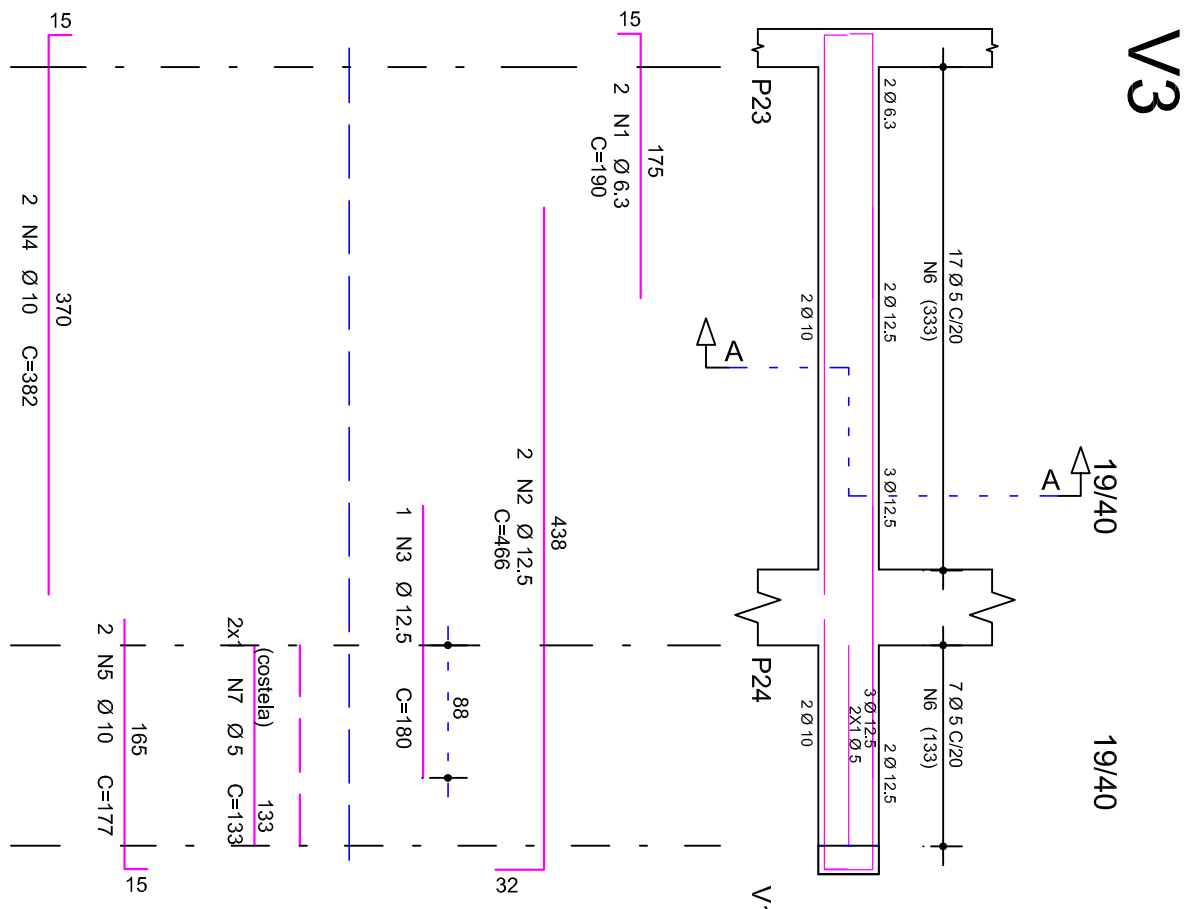 V3
19/40
19/40
17 Ø 5 C/20
N6 (333)
7 Ø 5 C/20
N6 (133)
A
2 Ø 6.3
2 Ø 12.5
3 Ø 12.5
3 Ø 12.5
2X1 Ø 5
2 Ø 12.5
2 Ø 10
2 Ø 10
P23
P24
A
15
175
2 N1 Ø 6.3
C=190
438
2 N2 Ø 12.5
C=466
32
88
1 N3 Ø 12.5 C=180
(costela)
133
N7 Ø 5 C=133
165
2 N5 Ø 10 C=177
15
15
370
2 N4 Ø 10 C=382